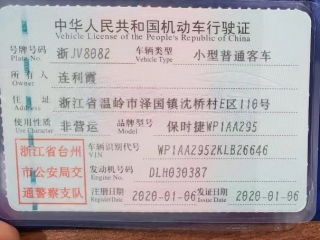 中华人民共和国机动车行驶证
Vehicle License of the People's Republic of China
号牌号码 Plate No. 浙JV8082 车辆类型 Vehicle Type 小型普通客车
所有人 Owner 连利霞
住址 Address 浙江省温岭市泽国镇沈桥村E区110号
使用性质 Use Character 非营运 品牌型号 Model 保时捷WP1AA295
浙江省台州市公安局交通警察支队
车辆识别代号 VIN WP1AA2952KLB26646
发动机号码 Engine No. DLH030387
注册日期 Register Date 2020-01-06 发证日期 Issue Date 2020-01-06